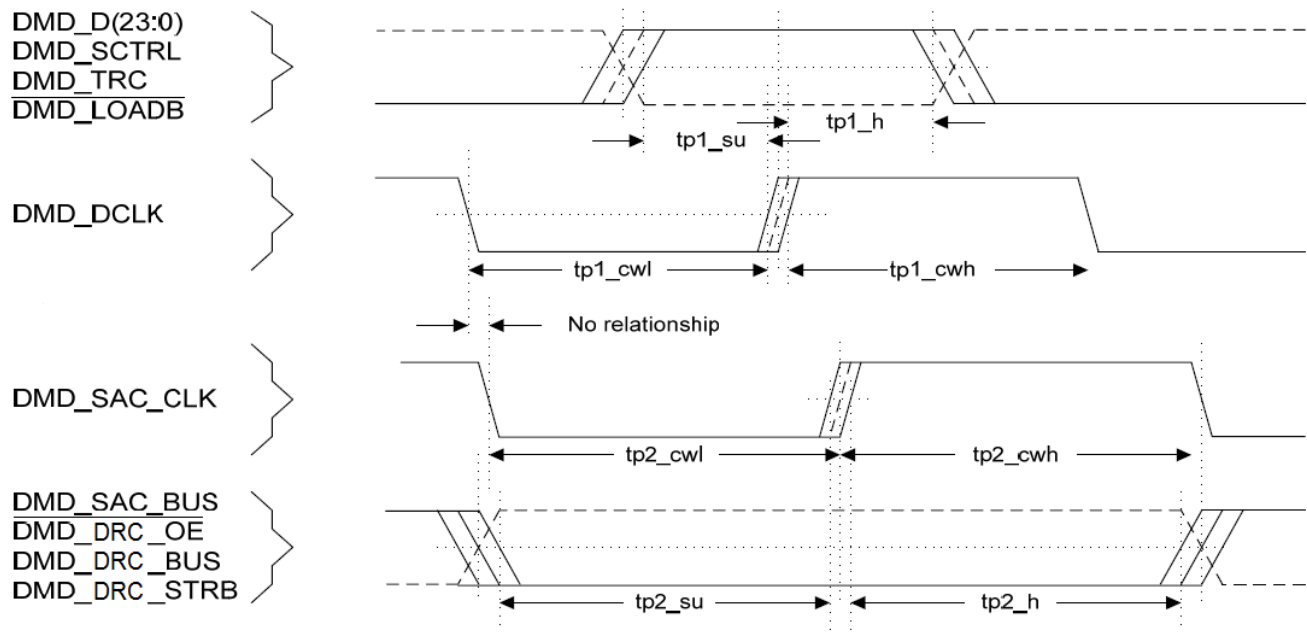 DMD_D(23:0)
DMD_SCTRL
DMD_TRC
DMD_LOADB
tp1_su
tp1_h
DMD_DCLK
tp1_cwl
tp1_cwh
No relationship
DMD_SAC_CLK
tp2_cwl
tp2_cwh
DMD_SAC_BUS
DMD_DRC_OE
DMD_DRC_BUS
DMD_DRC_STRB
tp2_su
tp2_h